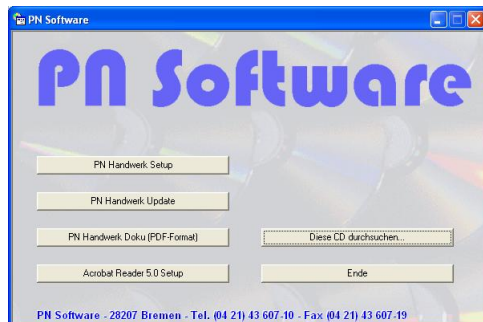 PN Software
PN Software
PN Handwerk Setup
PN Handwerk Update
PN Handwerk Doku (PDF-Format)
Diese CD durchsuchen...
Acrobat Reader 5.0 Setup
Ende
PN Software - 28207 Bremen - Tel. (04 21) 43 607-10 - Fax (04 21) 43 607-19